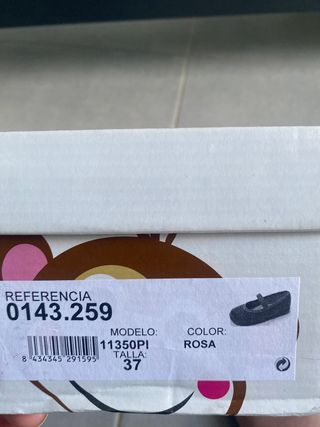 REFERENCIA
0143.259
MODELO: COLOR:
11350PI ROSA
TALLA:
37
8 434345 291595